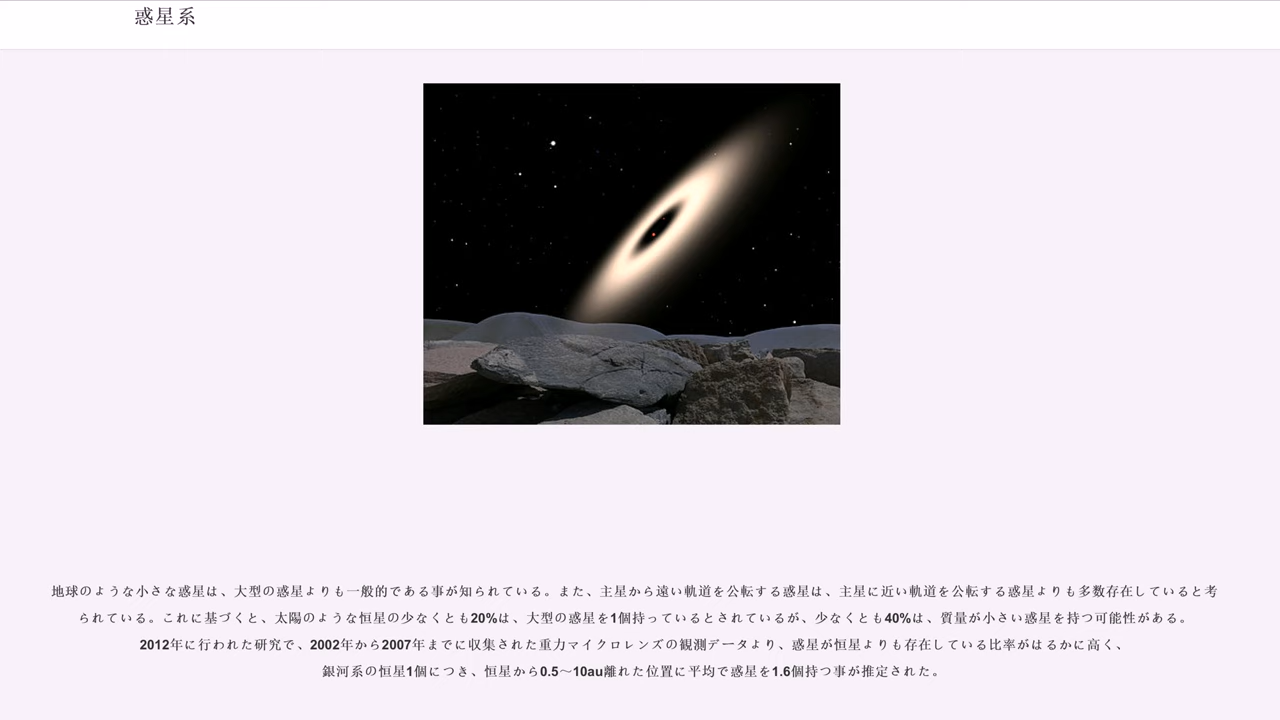 惑星系
地球のような小さな惑星は、大型の惑星よりも一般的である事が知られている。また、主星から遠い軌道を公転する惑星は、主星に近い軌道を公転する惑星よりも多数存在していると考
られている。これに基づくと、太陽のような恒星の少なくとも20%は、大型の惑星を1個持っているとされているが、少なくとも40%は、質量が小さい惑星を持つ可能性がある。
2012年に行われた研究で、2002年から2007年までに収集された重力マイクロレンズの観測データより、惑星が恒星よりも存在している比率がはるかに高く、
銀河系の恒星1個につき、恒星から0.5〜10au離れた位置に平均で惑星を1.6個持つ事が推定された。